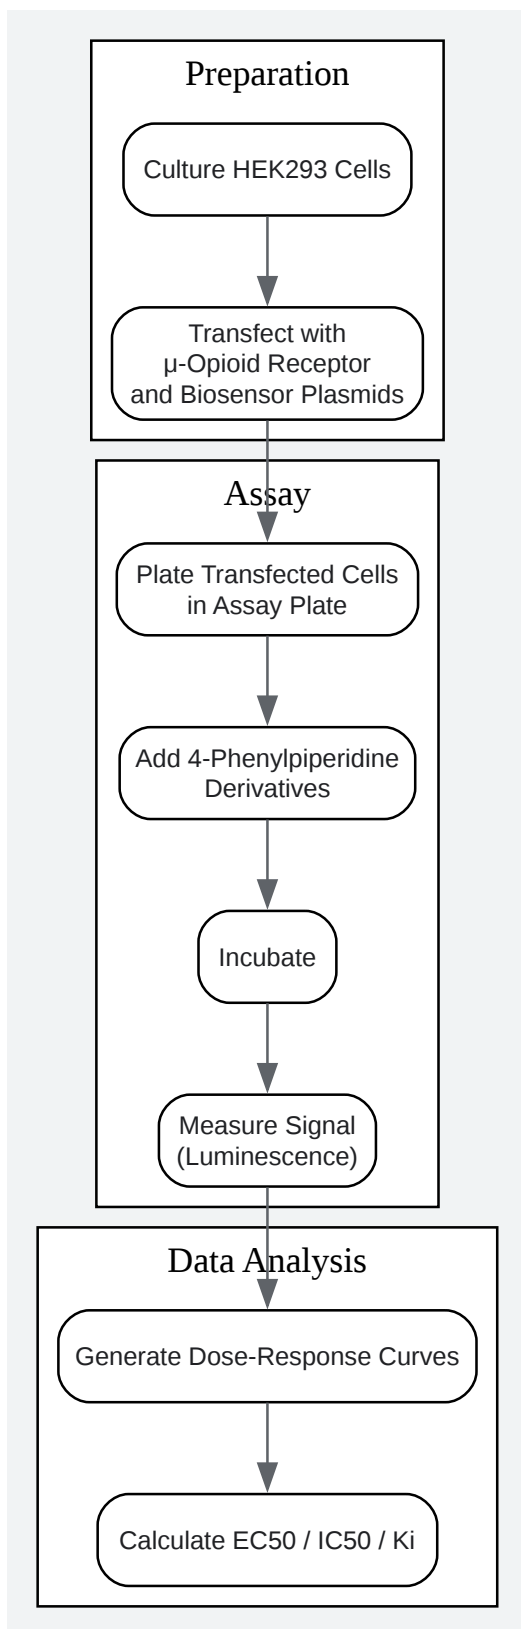 Preparation
Culture HEK293 Cells
Transfect with
μ-Opioid Receptor
and Biosensor Plasmids
Assay
Plate Transfected Cells
in Assay Plate
Add 4-Phenylpiperidine
Derivatives
Incubate
Measure Signal
(Luminescence)
Data Analysis
Generate Dose-Response Curves
Calculate EC50 / IC50 / Ki